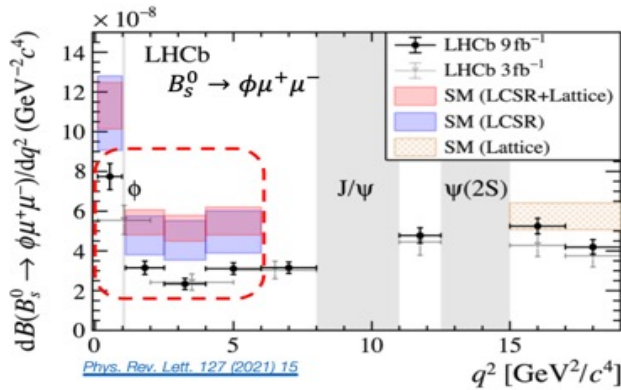 × 10⁻⁸
dB(B⁰ₛ → ϕμ⁺μ⁻)/dq² (GeV⁻²c⁴)
14
12
10
8
6
4
2
0
LHCb
B⁰ₛ → ϕμ⁺μ⁻
LHCb 9 fb⁻¹
LHCb 3 fb⁻¹
SM (LCSR+Lattice)
SM (LCSR)
SM (Lattice)
ϕ
J/ψ
ψ(2S)
0 5 10 15
Phys. Rev. Lett. 127 (2021) 15
q² [GeV²/c⁴]